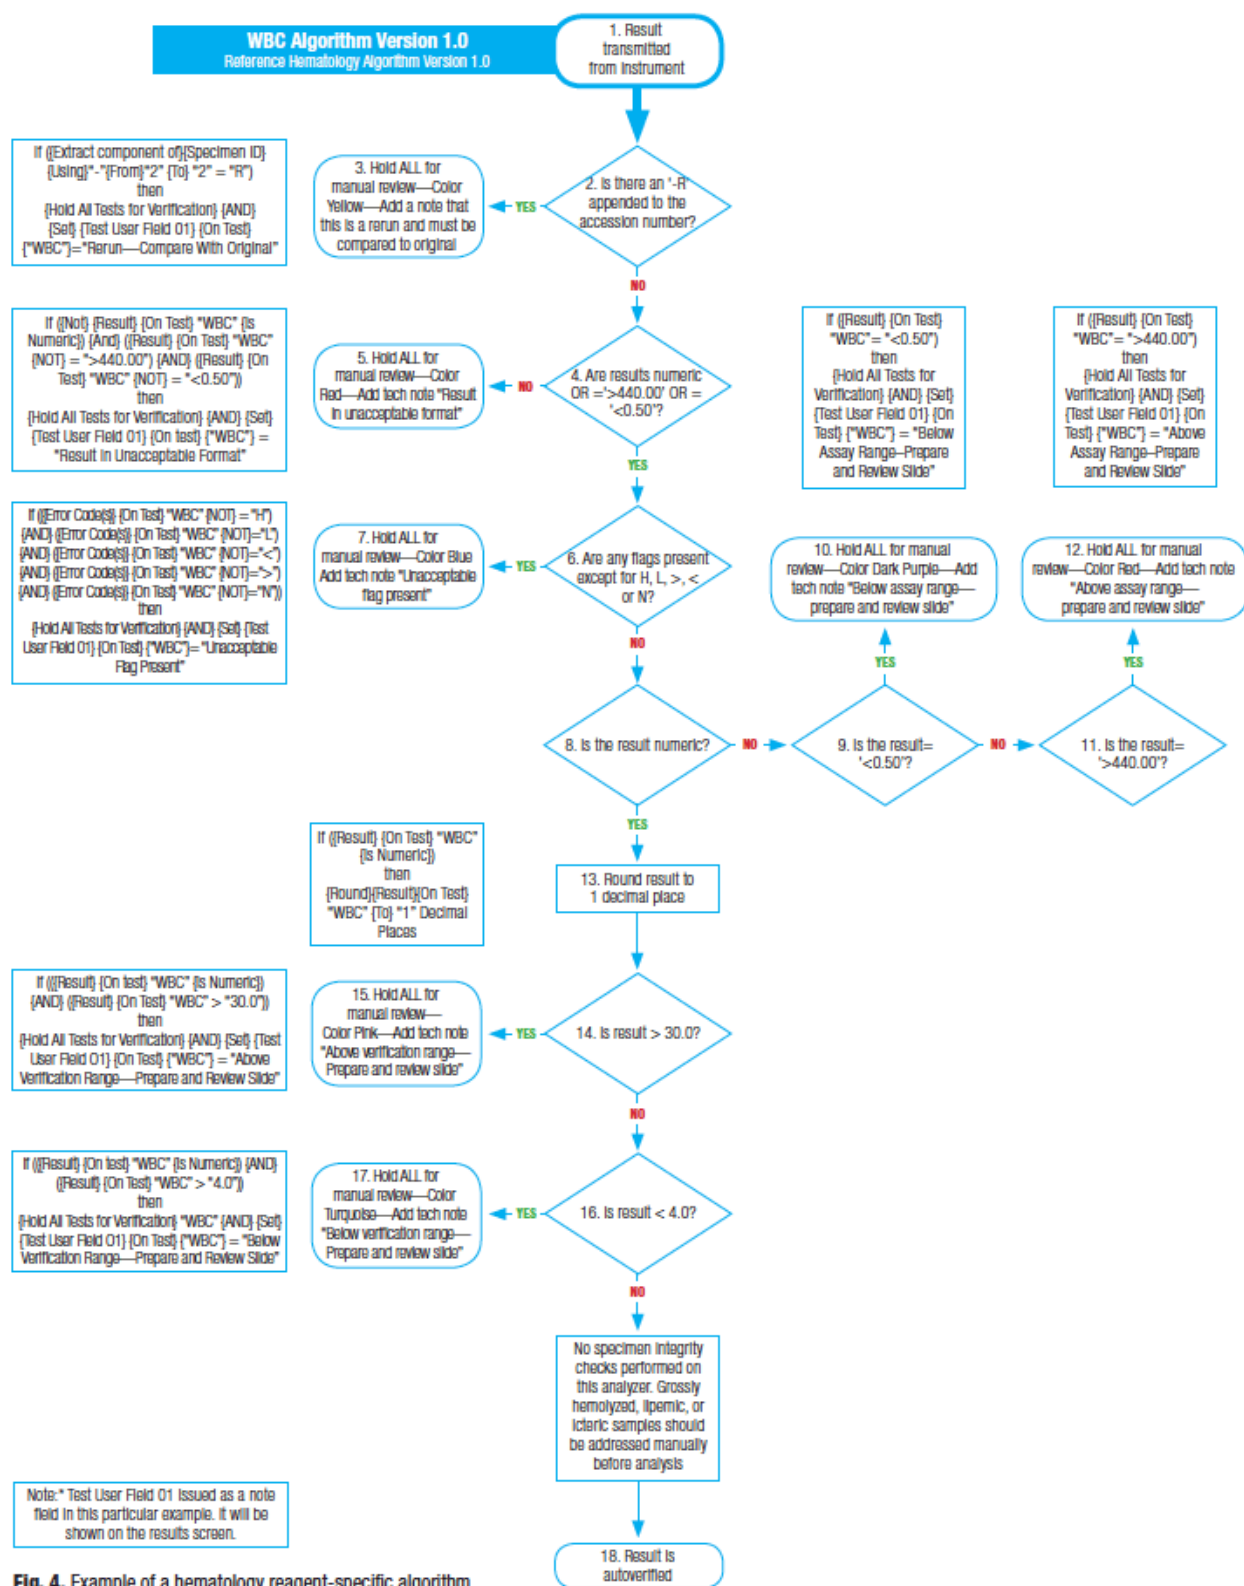 WBC Algorithm Version 1.0
Reference Hematology Algorithm Version 1.0
1. Result
transmitted
from instrument
If ({Extract component of}{Specimen ID}
{Using}"-"{From}"2" {To} "2" = "R")
then
{Hold All Tests for Verification} {AND}
{Set} {Test User Field 01} {On Test}
{"WBC"}="Rerun—Compare With Original"
3. Hold ALL for
manual review—Color
Yellow—Add a note that
this is a rerun and must be
compared to original
YES
2. Is there an '-R'
appended to the
accession number?
NO
If ({Not} {Result} {On Test} "WBC" {Is
Numeric}) {And} ({Result} {On Test} "WBC"
{NOT} = ">440.00") {AND} ({Result} {On
Test} "WBC" {NOT} = "<0.50"))
then
{Hold All Tests for Verification} {AND} {Set}
{Test User Field 01} {On test} {"WBC"} =
"Result In Unacceptable Format"
5. Hold ALL for
manual review—Color
Red—Add tech note "Result
in unacceptable format"
NO
4. Are results numeric
OR ='>440.00' OR =
'<0.50'?
YES
If ({Result} {On Test}
"WBC"= "<0.50")
then
{Hold All Tests for
Verification} {AND} {Set}
{Test User Field 01} {On
Test} {"WBC"} = "Below
Assay Range–Prepare
and Review Slide"
If ({Result} {On Test}
"WBC"= ">440.00")
then
{Hold All Tests for
Verification} {AND} {Set}
{Test User Field 01} {On
Test} {"WBC"} = "Above
Assay Range–Prepare
and Review Slide"
If ({Error Code(s)} {On Test} "WBC" {NOT} = "H")
{AND} ({Error Code(s)} {On Test} "WBC" {NOT}="L")
{AND} ({Error Code(s)} {On Test} "WBC" {NOT}="<")
{AND} ({Error Code(s)} {On Test} "WBC" {NOT}=">")
{AND} ({Error Code(s)} {On Test} "WBC" {NOT}="N"))
then
{Hold All Tests for Verification} {AND} {Set} {Test
User Field 01} {On Test} {"WBC"}= "Unacceptable
Flag Present"
7. Hold ALL for
manual review—Color Blue
Add tech note "Unacceptable
flag present"
YES
6. Are any flags present
except for H, L, >, <
or N?
NO
10. Hold ALL for manual
review—Color Dark Purple—Add
tech note "Below assay range—
prepare and review slide"
YES
12. Hold ALL for manual
review—Color Red—Add tech note
"Above assay range—
prepare and review slide"
YES
8. Is the result numeric?
NO
9. Is the result=
'<0.50'?
NO
11. Is the result=
'>440.00'?
YES
If ({Result} {On Test} "WBC"
{Is Numeric})
then
{Round}{Result}{On Test}
"WBC" {To} "1" Decimal
Places
13. Round result to
1 decimal place
If (({Result} {On test} "WBC" {Is Numeric})
{AND} ({Result} {On Test} "WBC" > "30.0"))
then
{Hold All Tests for Verification} {AND} {Set} {Test
User Field 01} {On Test} {"WBC"} = "Above
Verification Range—Prepare and Review Slide"
15. Hold ALL for
manual review—
Color Pink—Add tech note
"Above verification range—
Prepare and review slide"
YES
14. Is result > 30.0?
NO
If ({Result} {On test} "WBC" {Is Numeric}) {AND}
({Result} {On Test} "WBC" > "4.0"))
then
{Hold All Tests for Verification} "WBC" {AND} {Set}
{Test User Field 01} {On Test} {"WBC"} = "Below
Verification Range—Prepare and Review Slide"
17. Hold ALL for
manual review—Color
Turquoise—Add tech note
"Below verification range—
Prepare and review slide"
YES
16. Is result < 4.0?
NO
No specimen integrity
checks performed on
this analyzer. Grossly
hemolyzed, lipemic, or
icteric samples should
be addressed manually
before analysis
Note:* Test User Field 01 issued as a note
field in this particular example. It will be
shown on the results screen.
18. Result is
autoverified
Fig. 4. Example of a hematology reagent-specific algorithm